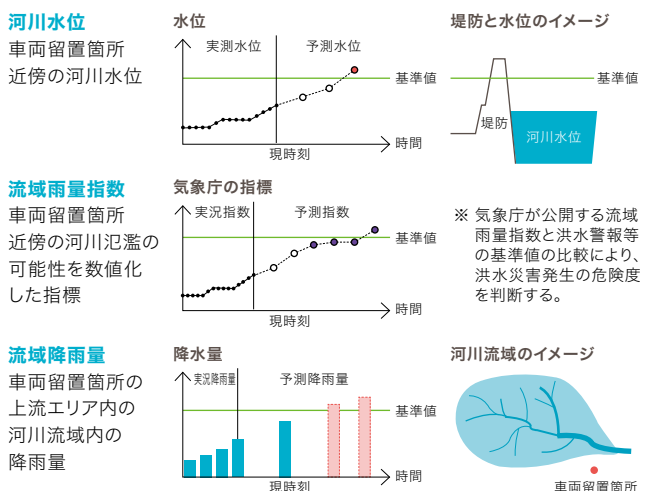 河川水位
車両留置箇所
近傍の河川水位
水位
実測水位
予測水位
基準値
時間
現時刻
堤防と水位のイメージ
基準値
堤防
河川水位
流域雨量指数
車両留置箇所
近傍の河川氾濫の
可能性を数値化
した指標
気象庁の指標
実況指数
予測指数
基準値
時間
現時刻
※ 気象庁が公開する流域
雨量指数と洪水警報等
の基準値の比較により、
洪水災害発生の危険度
を判断する。
流域降雨量
車両留置箇所の
上流エリア内の
河川流域内の
降雨量
降水量
実況降雨量
予測降雨量
基準値
時間
現時刻
河川流域のイメージ
車両留置箇所